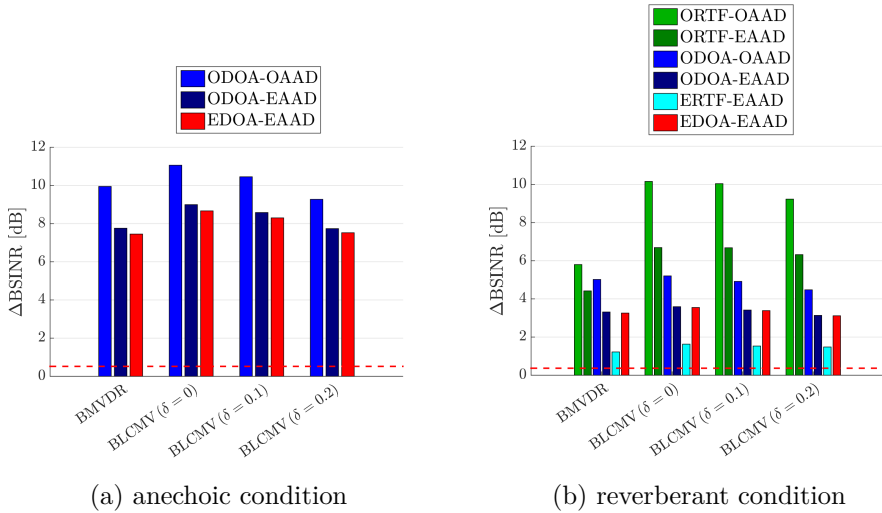 ODOA-OAAD
ODOA-EAAD
EDOA-EAAD
12
10
8
6
4
2
0
ΔBSINR [dB]
BMVDR
BLCMV (δ = 0)
BLCMV (δ = 0.1)
BLCMV (δ = 0.2)
(a) anechoic condition
ORTF-OAAD
ORTF-EAAD
ODOA-OAAD
ODOA-EAAD
ERTF-EAAD
EDOA-EAAD
12
10
8
6
4
2
0
ΔBSINR [dB]
BMVDR
BLCMV (δ = 0)
BLCMV (δ = 0.1)
BLCMV (δ = 0.2)
(b) reverberant condition